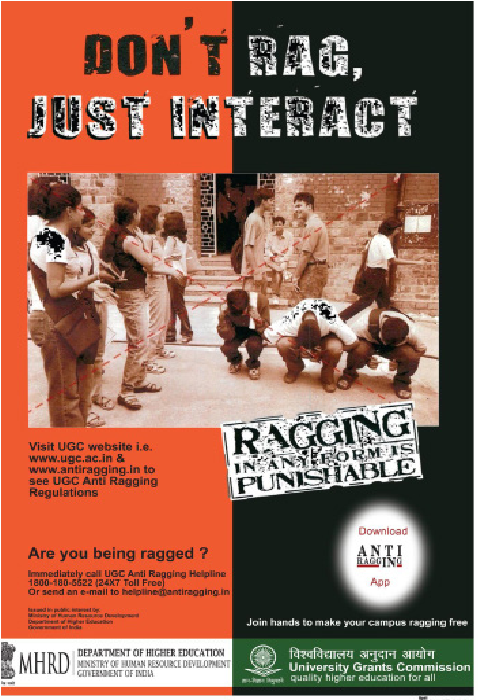 DON'T RAG,
JUST INTERACT
RAGGING
IN ANY FORM IS
PUNISHABLE
Visit UGC website i.e.
www.ugc.ac.in &
www.antiragging.in to
see UGC Anti Ragging
Regulations
Download
ANTI
RAGGING
App
Are you being ragged ?
Immediately call UGC Anti Ragging Helpline
1800-180-5522 (24X7 Toll Free)
Or send an e-mail to helpline@antiragging.in
Issued in public interest by
Ministry of Human Resource Development
Department of Higher Education
Government of India
Join hands to make your campus ragging free
MHRD
DEPARTMENT OF HIGHER EDUCATION
MINISTRY OF HUMAN RESOURCE DEVELOPMENT
GOVERNMENT OF INDIA
विश्वविद्यालय अनुदान आयोग
University Grants Commission
quality higher education for all